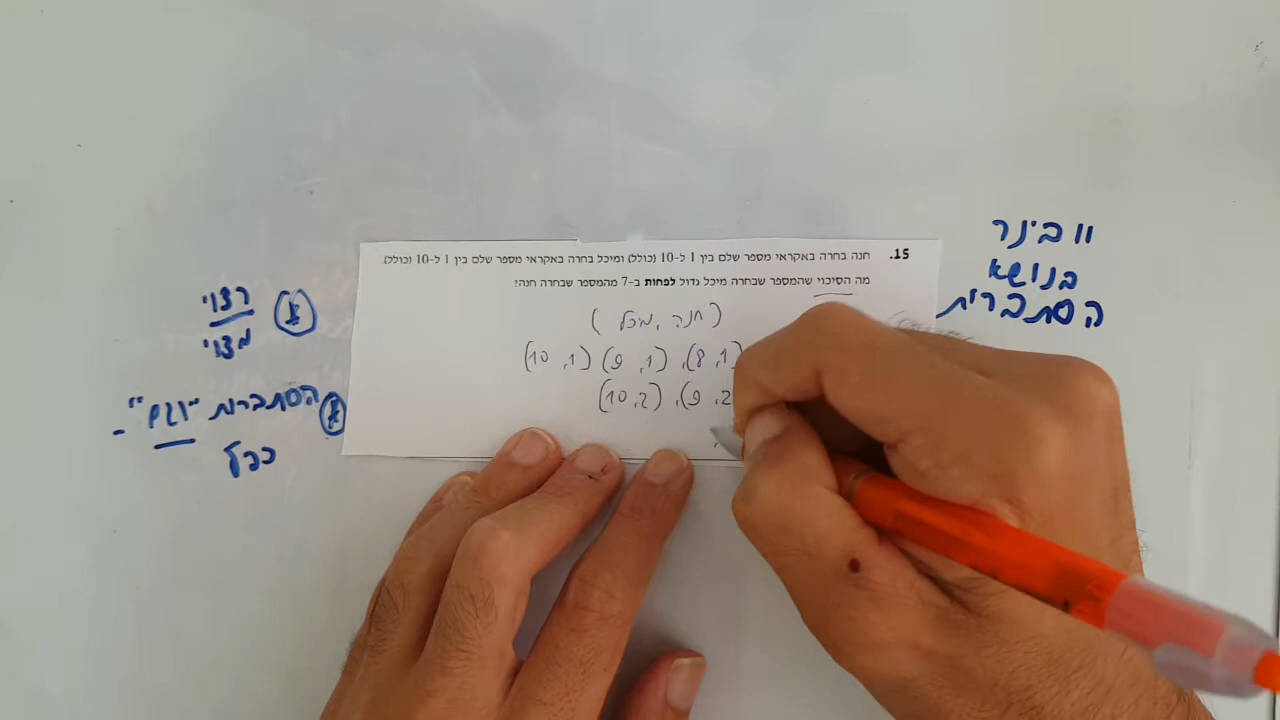 וובינר
בנושא
הסתברות
15. חנה בחרה באקראי מספר שלם בין 1 ל-10 (כולל) ומיכל בחרה באקראי מספר שלם בין 1 ל-10 (כולל).
מה הסיכוי שהמספר שבחרה מיכל גדול לפחות ב-7 מהמספר שבחרה חנה?
(חנה, מיכל)
(1, 8), (1, 9) (1, 10)
(2, 9), (2, 10)
רצוי
מצוי
הסתברות "וגם" -
כפל